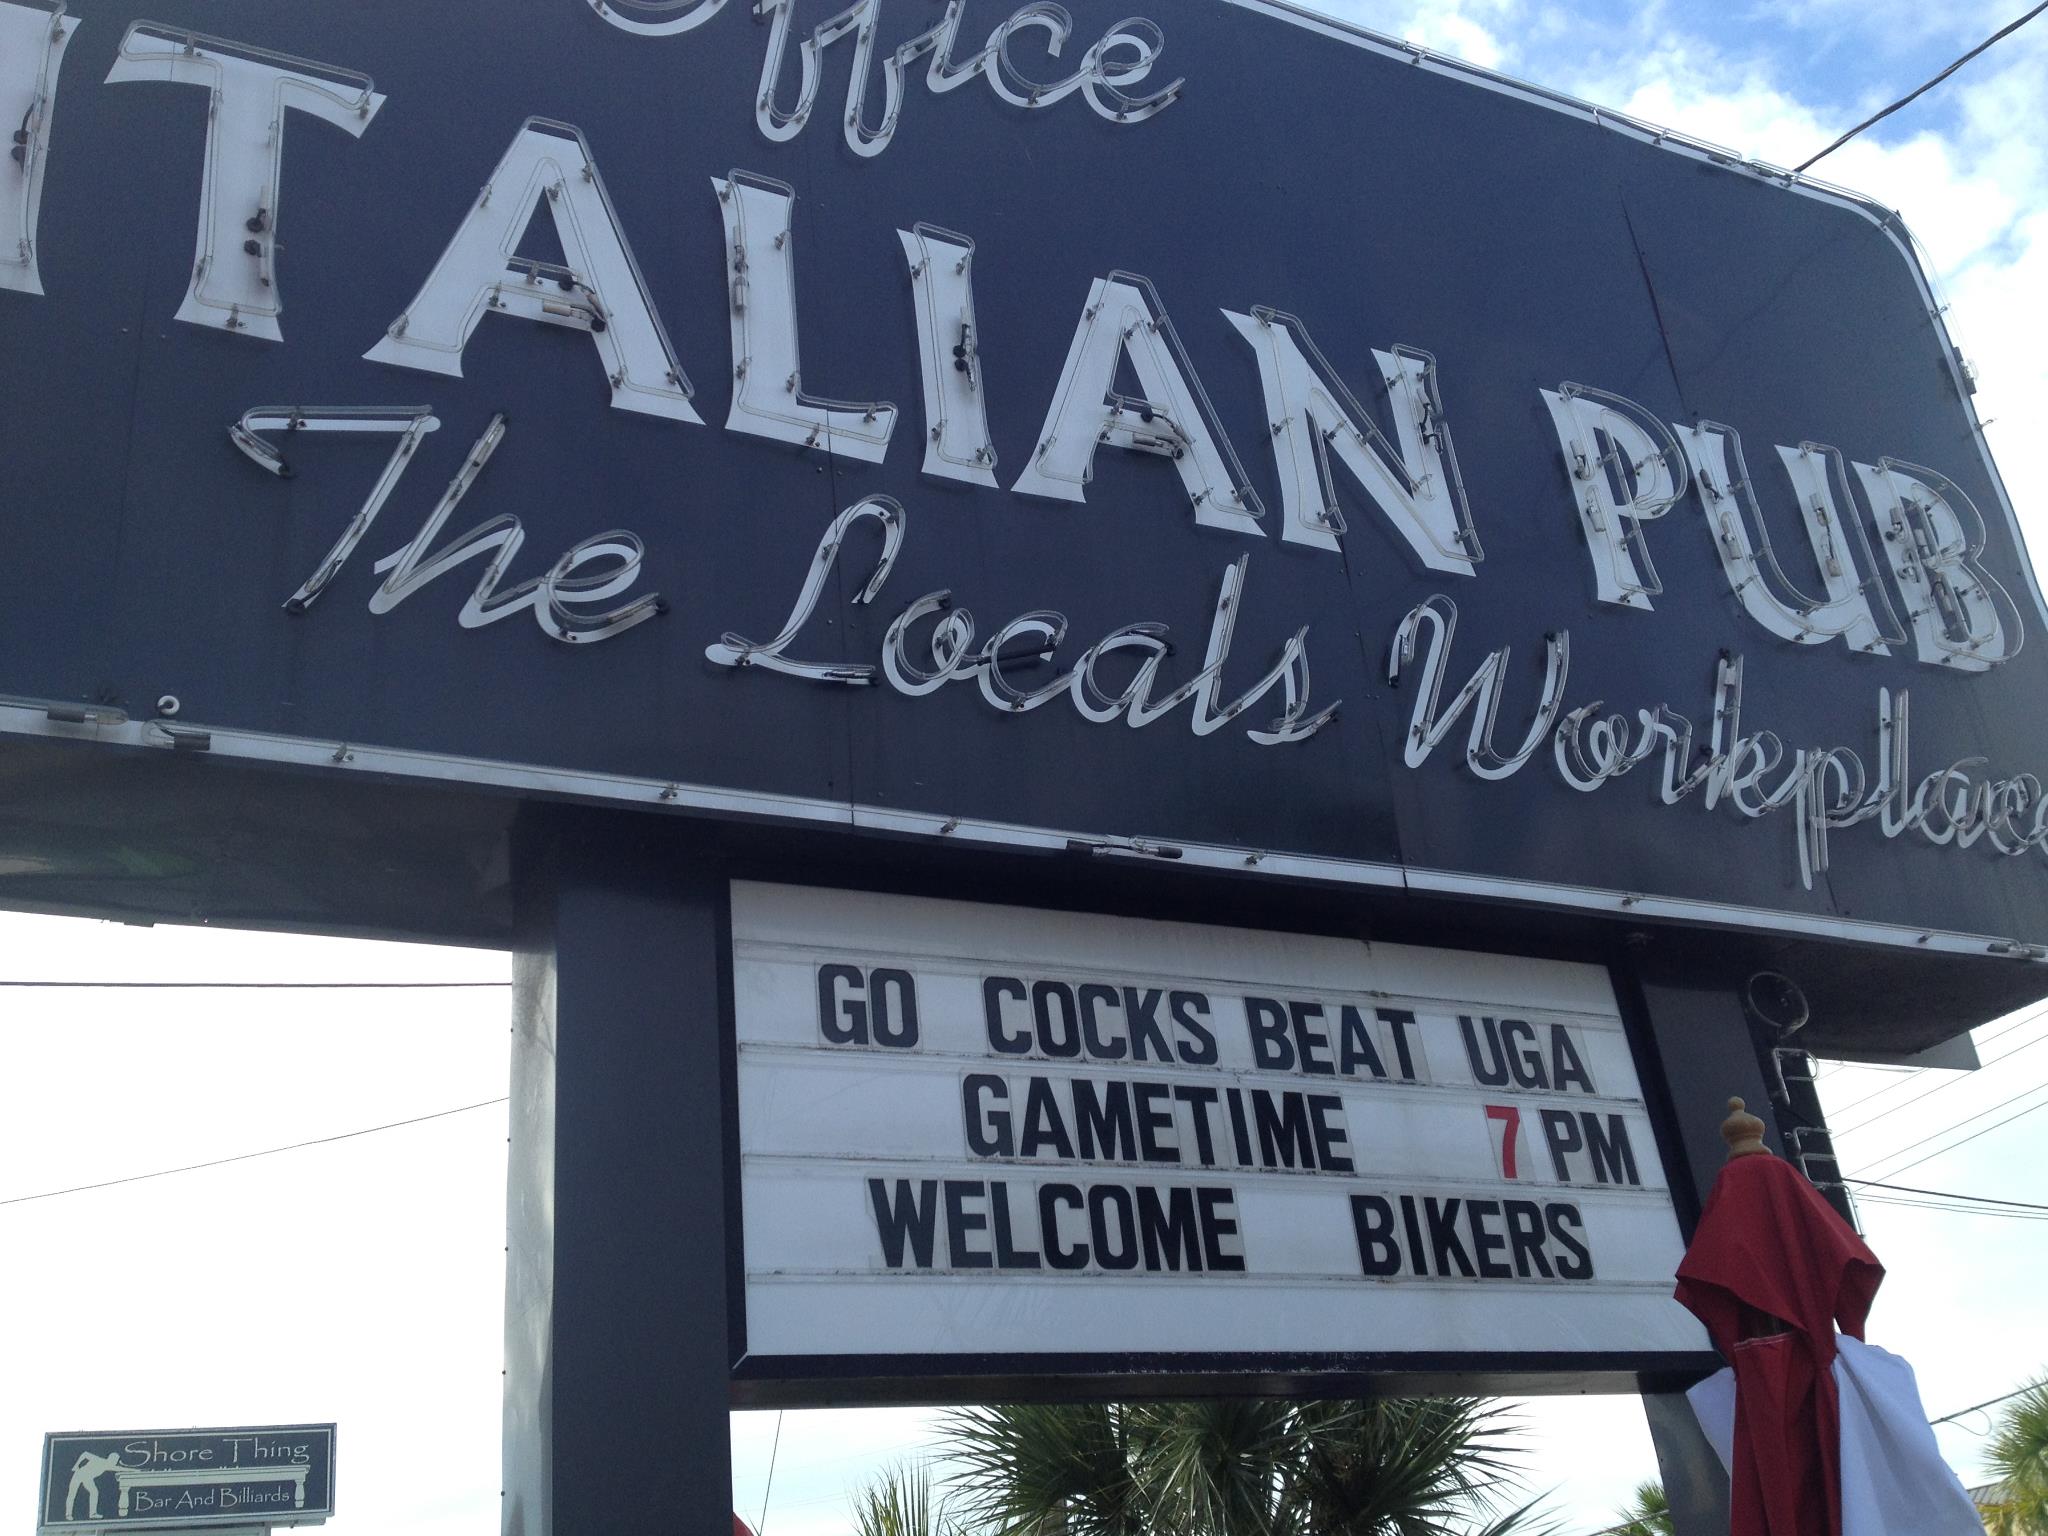 Office
ITALIAN PUB
The Locals Workplace
GO COCKS BEAT UGA
GAMETIME 7 PM
WELCOME BIKERS
Shore Thing
Bar And Billiards